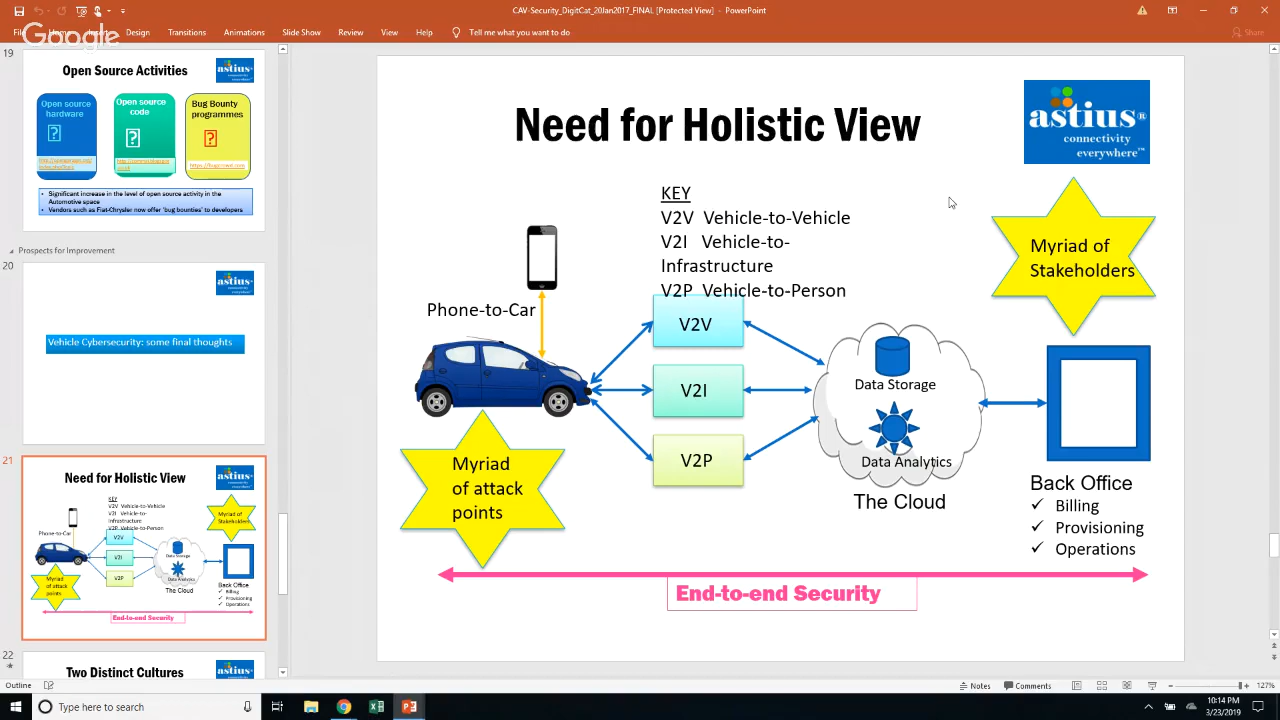 CAV-Security_DigitCat_20Jan2017_FINAL [Protected View] - PowerPoint
Google
Design
Transitions
Animations
Slide Show
Review
View
Help
Tell me what you want to do
Share
19
Open Source Activities
astius
Open source
hardware
Open source
code
Bug Bounty
programmes
https://bugcrowd.com
• Significant increase in the level of open source activity in the
Automotive space
• Vendors such as Fiat-Chrysler now offer 'bug bounties' to developers
Prospects for Improvement
20
astius
Vehicle Cybersecurity: some final thoughts
21
Need for Holistic View
astius
KEY
V2V Vehicle-to-Vehicle
V2I Vehicle-to-
Infrastructure
V2P Vehicle-to-Person
Myriad of
Stakeholders
Phone-to-Car
V2V
V2I
V2P
Data Storage
Data Analytics
The Cloud
Myriad
of attack
points
Back Office
✓ Billing
✓ Provisioning
✓ Operations
End-to-end Security
22
Two Distinct Cultures
astius
Need for Holistic View
astius®
connectivity
everywhere™
KEY
V2V Vehicle-to-Vehicle
V2I Vehicle-to-
Infrastructure
V2P Vehicle-to-Person
Myriad of
Stakeholders
Phone-to-Car
V2V
V2I
V2P
Data Storage
Data Analytics
The Cloud
Myriad
of attack
points
Back Office
✓ Billing
✓ Provisioning
✓ Operations
End-to-end Security
Outline
Notes
Comments
127%
Type here to search
10:14 PM
3/23/2019